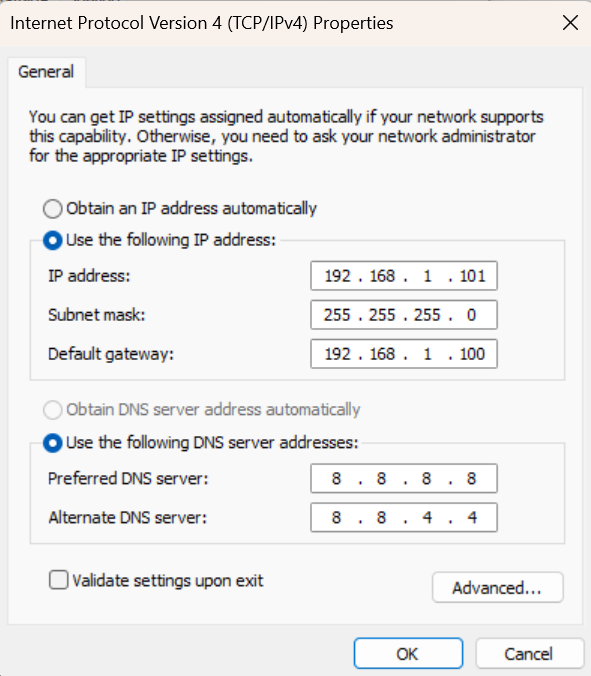 Internet Protocol Version 4 (TCP/IPv4) Properties
General
You can get IP settings assigned automatically if your network supports
this capability. Otherwise, you need to ask your network administrator
for the appropriate IP settings.
Obtain an IP address automatically
Use the following IP address:
IP address: 192 . 168 . 1 . 101
Subnet mask: 255 . 255 . 255 . 0
Default gateway: 192 . 168 . 1 . 100
Obtain DNS server address automatically
Use the following DNS server addresses:
Preferred DNS server: 8 . 8 . 8 . 8
Alternate DNS server: 8 . 8 . 4 . 4
Validate settings upon exit
Advanced...
OK Cancel